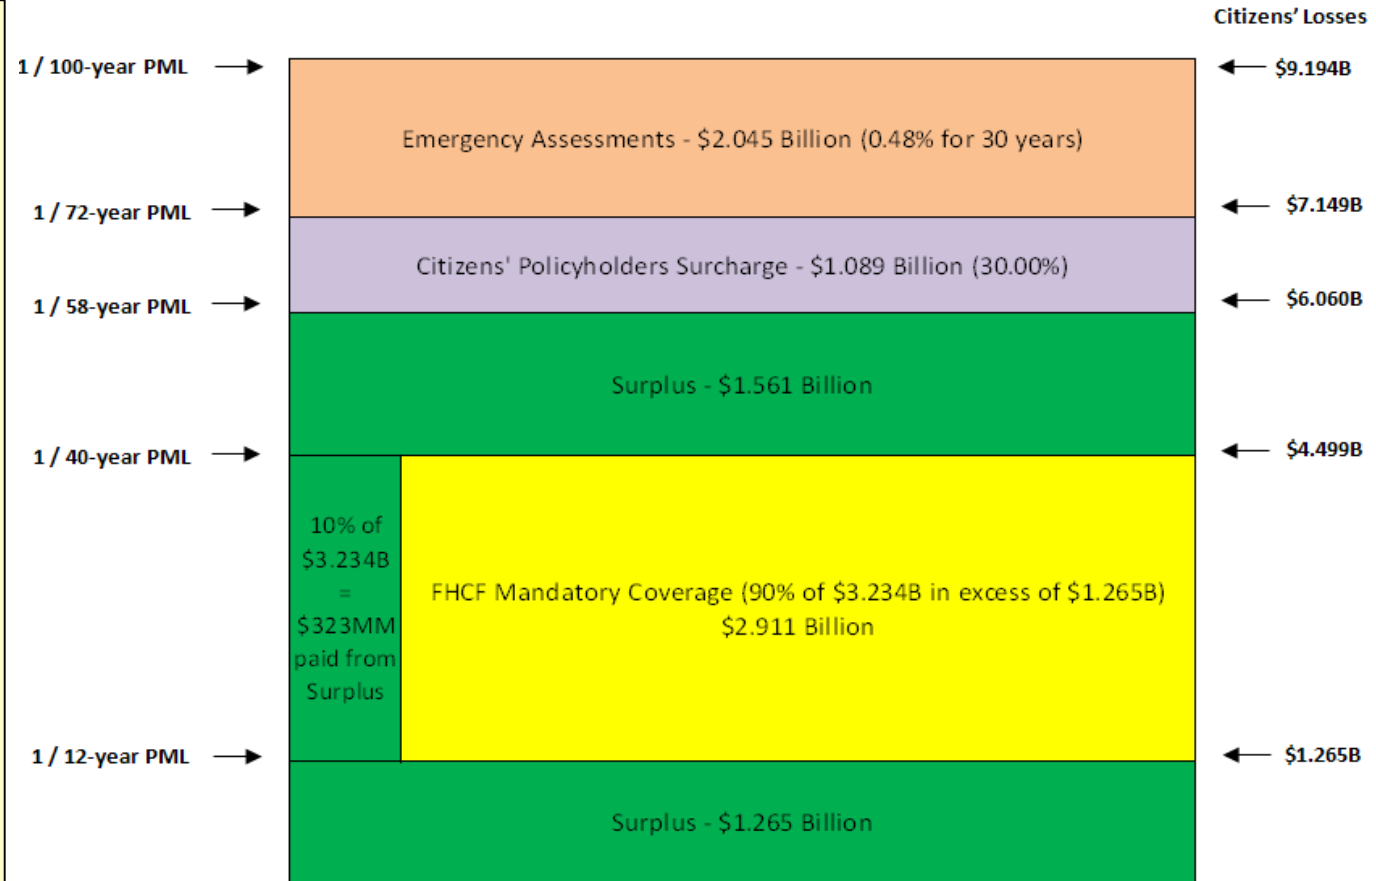 Citizens' Losses
1 / 100-year PML
$9.194B
Emergency Assessments - $2.045 Billion (0.48% for 30 years)
1 / 72-year PML
$7.149B
Citizens' Policyholders Surcharge - $1.089 Billion (30.00%)
1 / 58-year PML
$6.060B
Surplus - $1.561 Billion
1 / 40-year PML
$4.499B
10% of
$3.234B
=
$323MM
paid from
Surplus
FHCF Mandatory Coverage (90% of $3.234B in excess of $1.265B)
$2.911 Billion
1 / 12-year PML
$1.265B
Surplus - $1.265 Billion